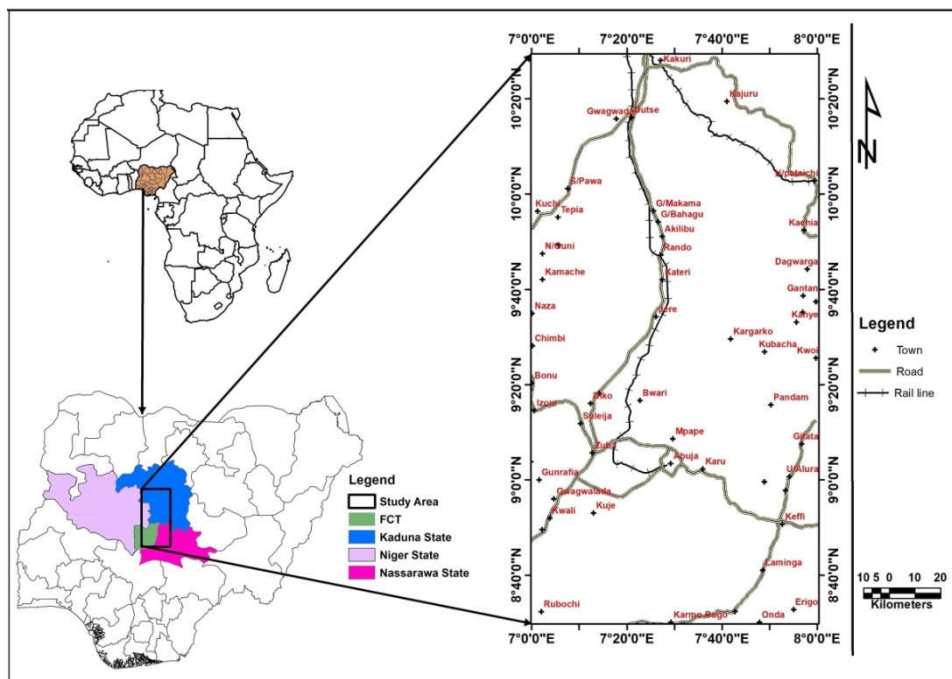 7°0'0"E 7°20'0"E 7°40'0"E 8°0'0"E
Kakuri
Kajuru
Gwagwada
Dutse
10°20'0"N
10°20'0"N
S/Pawa
Kuchi
Tepia
G/Makama
G/Bahagu
Akilibu
Rando
Kateri
10°0'0"N
10°0'0"N
Kachia
Dagwarga
Gantan
Kamache
Naza
Jere
Kanye
9°40'0"N
9°40'0"N
Chimbi
Kargarko
Kubacha
Kwoi
Bonu
Izom
Diko
Bwari
Pandam
9°20'0"N
9°20'0"N
Suleija
Zuba
Mpape
Abuja
Karu
Gitata
U/Alura
Gunrafia
Gwagwalada
Kwali
Kuje
Keffi
9°0'0"N
9°0'0"N
Laminga
8°40'0"N
8°40'0"N
Rubochi
Karmo Bogo
Onda
Erigo
7°0'0"E 7°20'0"E 7°40'0"E 8°0'0"E
N
Legend
Town
Road
Rail line
10 5 0 10 20
Kilometers
Legend
Study Area
FCT
Kaduna State
Niger State
Nassarawa State